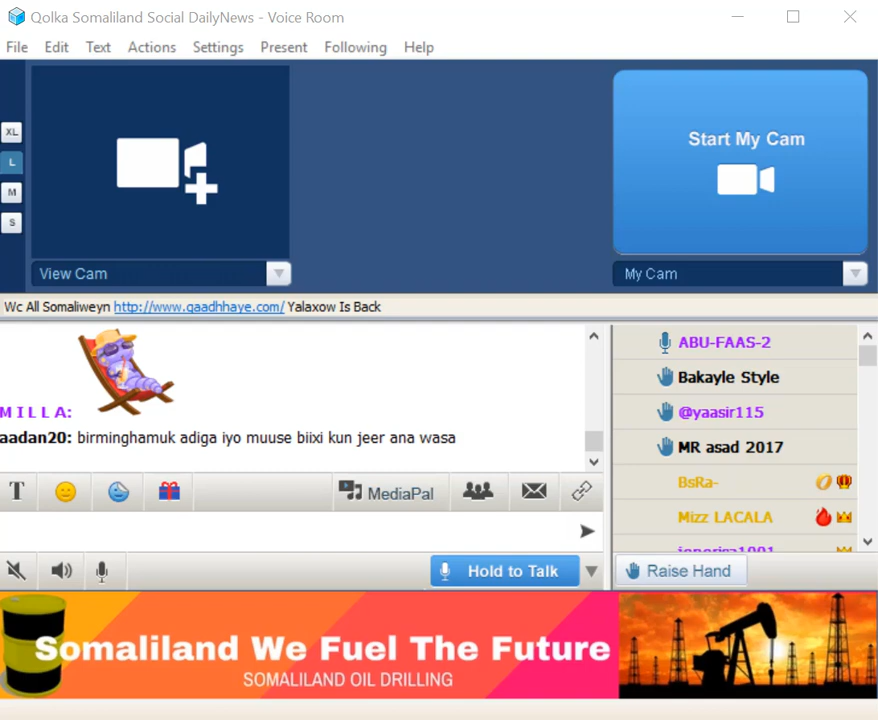 Qolka Somaliland Social DailyNews - Voice Room
File Edit Text Actions Settings Present Following Help
XL
L
M
S
Start My Cam
View Cam
My Cam
Wc All Somaliweyn http://www.gaadhhaye.com/ Yalaxow Is Back
M I L L A:
aadan20: birminghamuk adiga iyo muuse biixi kun jeer ana wasa
ABU-FAAS-2
Bakayle Style
@yaasir115
MR asad 2017
BsRa-
Mizz LACALA
T
MediaPal
Hold to Talk
Raise Hand
Somaliland We Fuel The Future
SOMALILAND OIL DRILLING